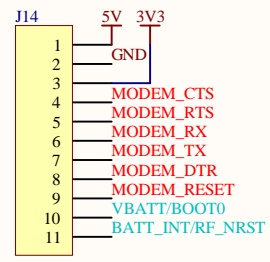 J14
5V 3V3
1
2 GND
3
4 MODEM_CTS
5 MODEM_RTS
6 MODEM_RX
7 MODEM_TX
8 MODEM_DTR
9 MODEM_RESET
10 VBATT/BOOT0
11 BATT_INT/RF_NRST